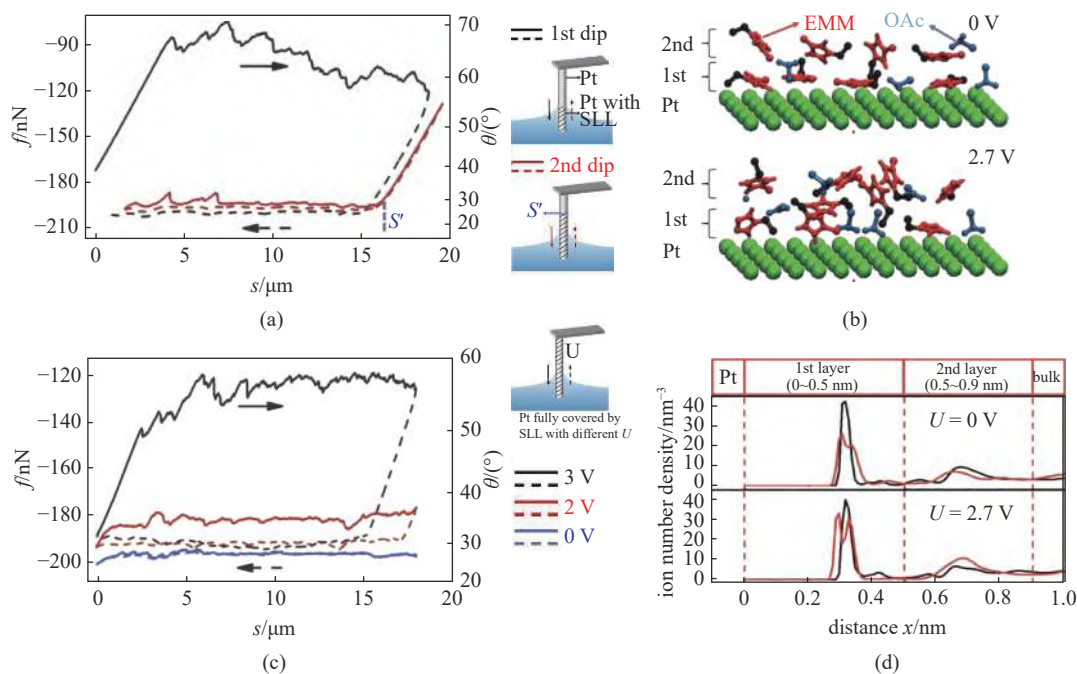 −90
−120
−150
−180
−210
f/nN
70
60
50
40
30
20
θ/(°)
0
5
10
15
20
s/μm
S′
(a)
1st dip
Pt
Pt with
SLL
2nd dip
S′
EMM
OAc
0 V
2nd
1st
Pt
2.7 V
2nd
1st
Pt
(b)
−120
−140
−160
−180
−200
f/nN
60
50
40
30
20
θ/(°)
0
5
10
15
20
s/μm
(c)
U
Pt fully covered by
SLL with different U
3 V
2 V
0 V
Pt
1st layer
(0~0.5 nm)
2nd layer
(0.5~0.9 nm)
bulk
40
30
20
10
0
U = 0 V
40
30
20
10
0
U = 2.7 V
ion number density/nm⁻³
0
0.2
0.4
0.6
0.8
1.0
distance x/nm
(d)